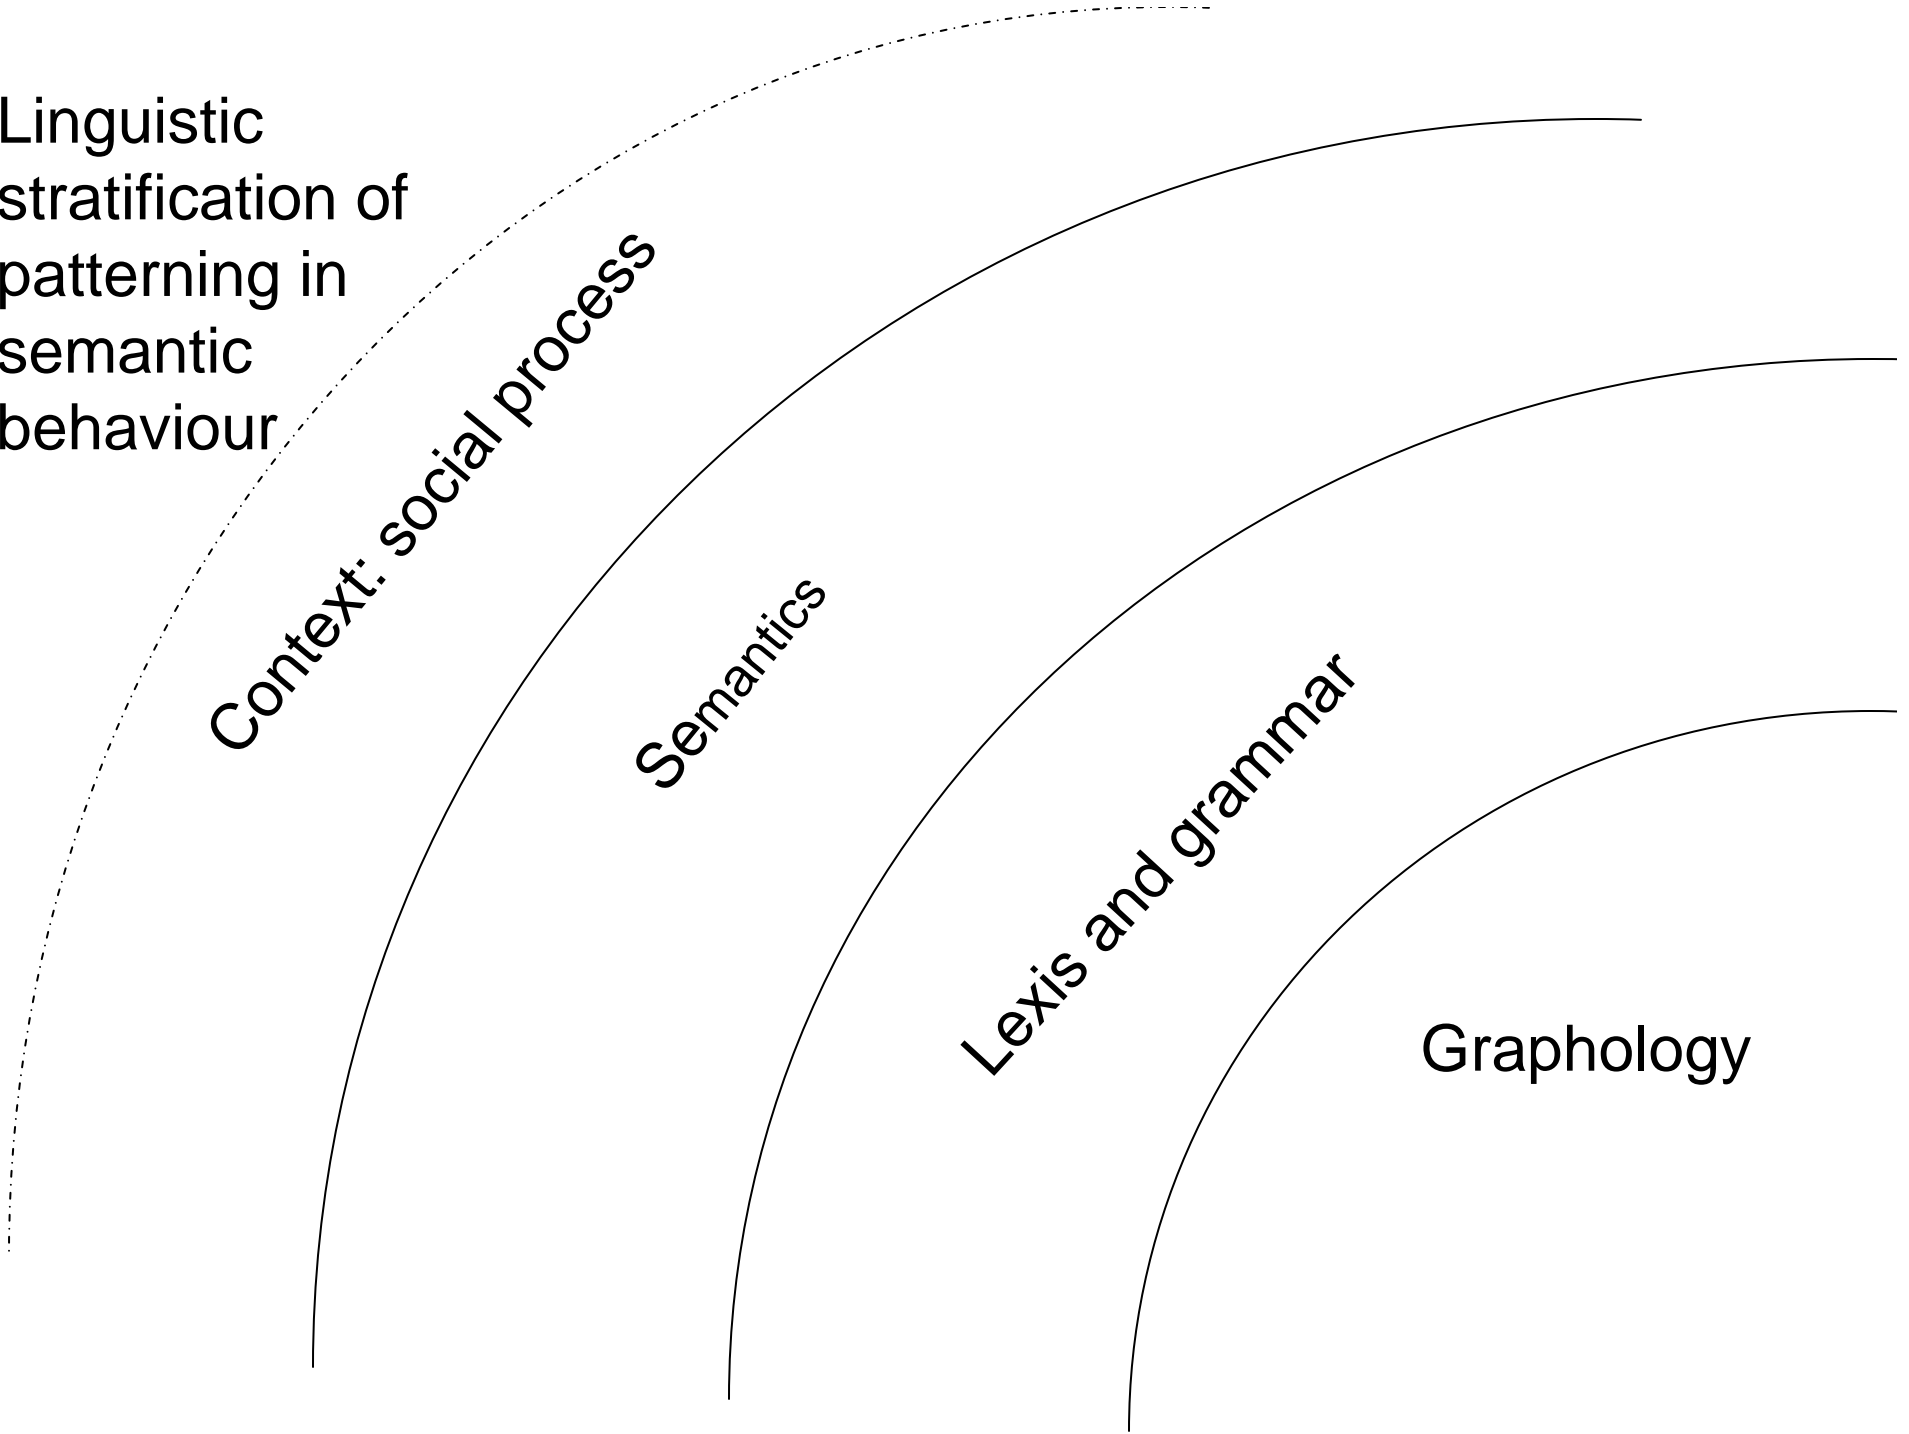 Linguistic
stratification of
patterning in
semantic
behaviour
Context: social process
Semantics
Lexis and grammar
Graphology